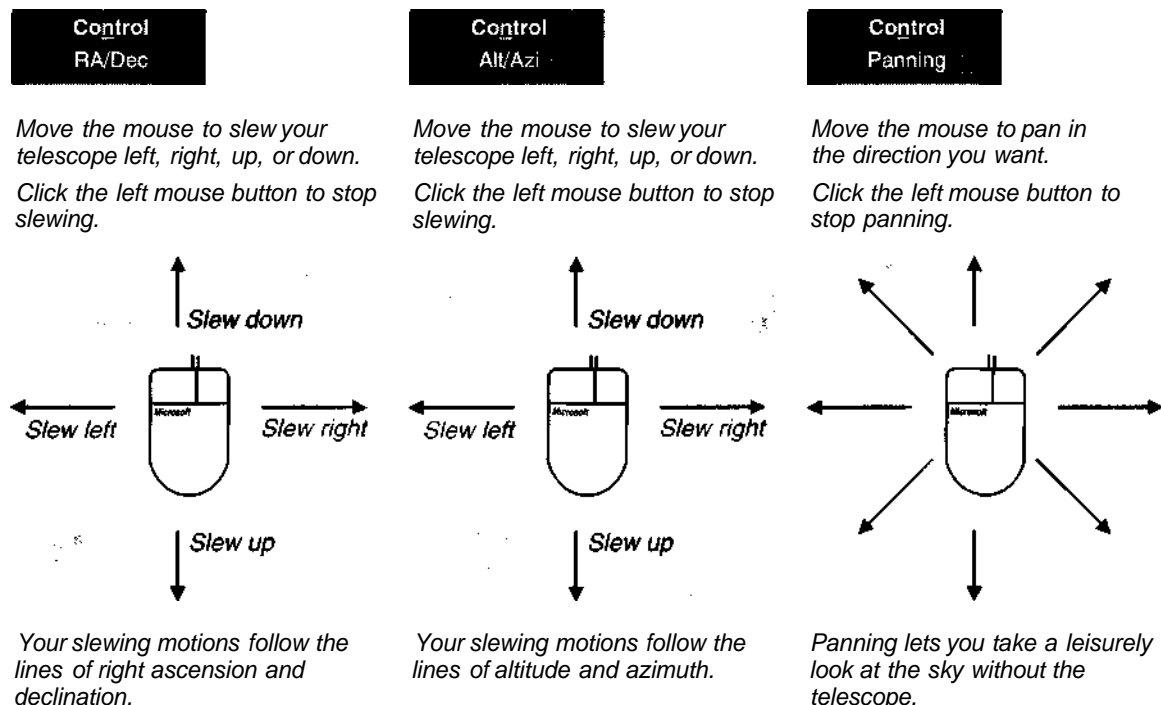 Control
RA/Dec
Move the mouse to slew your
telescope left, right, up, or down.
Click the left mouse button to stop
slewing.
Slew down
Microsoft
Slew left
Slew right
Slew up
Your slewing motions follow the
lines of right ascension and
declination.
Control
Alt/Azi
Move the mouse to slew your
telescope left, right, up, or down.
Click the left mouse button to stop
slewing.
Slew down
Microsoft
Slew left
Slew right
Slew up
Your slewing motions follow the
lines of altitude and azimuth.
Control
Panning
Move the mouse to pan in
the direction you want.
Click the left mouse button to
stop panning.
Microsoft
Panning lets you take a leisurely
look at the sky without the
telescope.